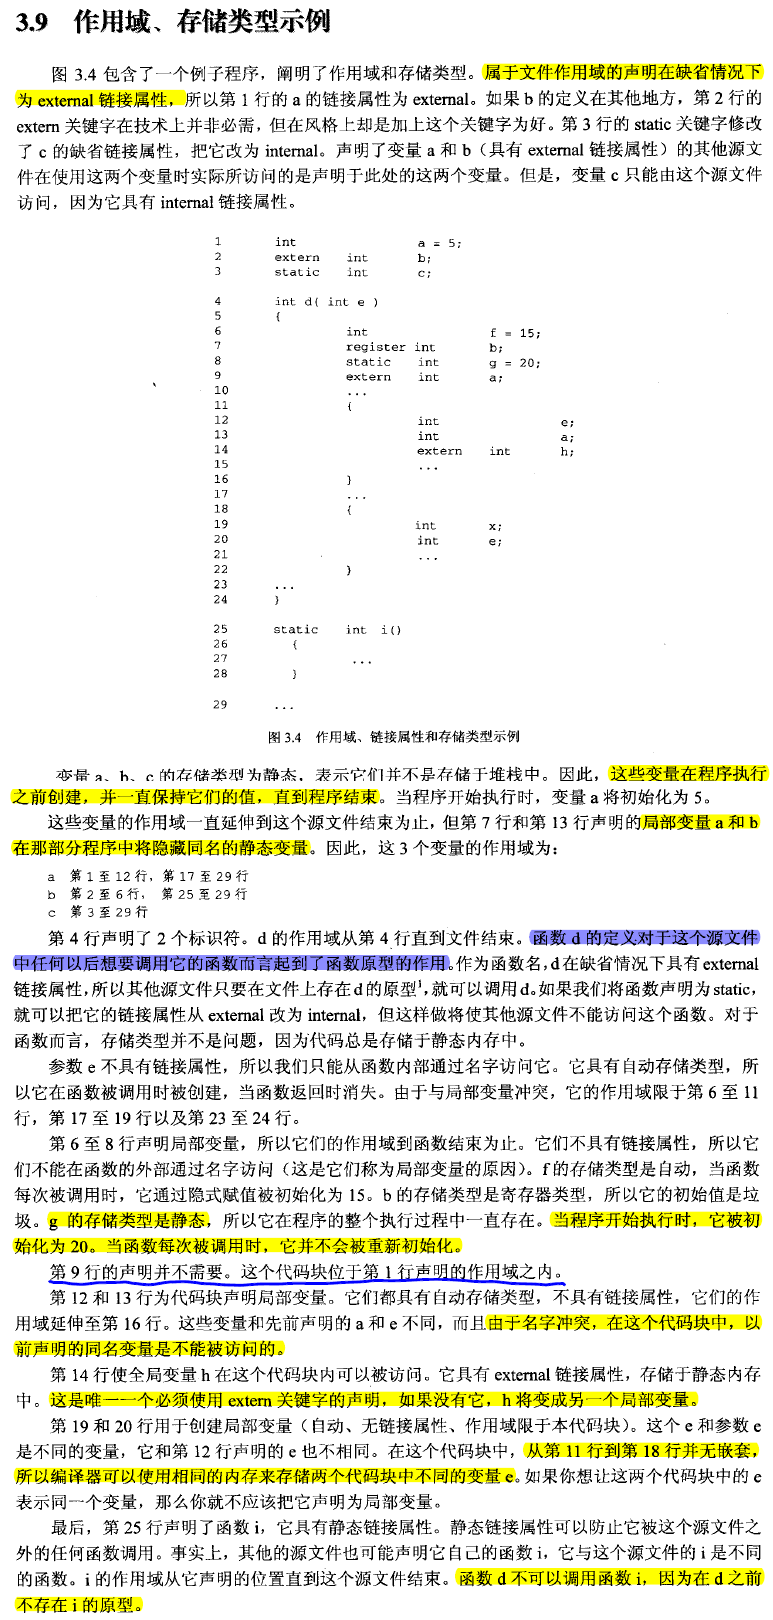 3.9 作用域、存储类型示例
图 3.4 包含了一个例子程序，阐明了作用域和存储类型。属于文件作用域的声明在缺省情况下
为 external 链接属性，所以第 1 行的 a 的链接属性为 external。如果 b 的定义在其他地方，第 2 行的
extern 关键字在技术上并非必需，但在风格上却是加上这个关键字为好。第 3 行的 static 关键字修改
了 c 的缺省链接属性，把它改为 internal。声明了变量 a 和 b（具有 external 链接属性）的其他源文
件在使用这两个变量时实际所访问的是声明于此处的这两个变量。但是，变量 c 只能由这个源文件
访问，因为它具有 internal 链接属性。
1 int a = 5;
2 extern int b;
3 static int c;
4 int d( int e )
5 {
6 int f = 15;
7 register int b;
8 static int g = 20;
9 extern int a;
10 ...
11 {
12 int e;
13 int a;
14 extern int h;
15 ...
16 }
17 ...
18 {
19 int x;
20 int e;
21 ...
22 }
23 ...
24 }
25 static int i()
26 {
27 ...
28 }
29 ...
图 3.4 作用域、链接属性和存储类型示例
变量 a、b、c 的存储类型为静态，表示它们并不是存储于堆栈中。因此，这些变量在程序执行
之前创建，并一直保持它们的值，直到程序结束。当程序开始执行时，变量 a 将初始化为 5。
这些变量的作用域一直延伸到这个源文件结束为止，但第 7 行和第 13 行声明的局部变量 a 和 b
在那部分程序中将隐藏同名的静态变量。因此，这 3 个变量的作用域为：
a 第 1 至 12 行，第 17 至 29 行
b 第 2 至 6 行， 第 25 至 29 行
c 第 3 至 29 行
第 4 行声明了 2 个标识符。d 的作用域从第 4 行直到文件结束。函数 d 的定义对于这个源文件
中任何以后想要调用它的函数而言起到了函数原型的作用。作为函数名，d 在缺省情况下具有 external
链接属性，所以其他源文件只要在文件上存在 d 的原型¹，就可以调用 d。如果我们将函数声明为 static，
就可以把它的链接属性从 external 改为 internal，但这样做将使其他源文件不能访问这个函数。对于
函数而言，存储类型并不是问题，因为代码总是存储于静态内存中。
参数 e 不具有链接属性，所以我们只能从函数内部通过名字访问它。它具有自动存储类型，所
以它在函数被调用时被创建，当函数返回时消失。由于与局部变量冲突，它的作用域限于第 6 至 11
行，第 17 至 19 行以及第 23 至 24 行。
第 6 至 8 行声明局部变量，所以它们的作用域到函数结束为止。它们不具有链接属性，所以它
们不能在函数的外部通过名字访问（这是它们称为局部变量的原因）。f 的存储类型是自动，当函数
每次被调用时，它通过隐式赋值被初始化为 15。b 的存储类型是寄存器类型，所以它的初始值是垃
圾。g 的存储类型是静态，所以它在程序的整个执行过程中一直存在。当程序开始执行时，它被初
始化为 20。当函数每次被调用时，它并不会被重新初始化。
第 9 行的声明并不需要。这个代码块位于第 1 行声明的作用域之内。
第 12 和 13 行为代码块声明局部变量。它们都具有自动存储类型，不具有链接属性，它们的作
用域延伸至第 16 行。这些变量和先前声明的 a 和 e 不同，而且由于名字冲突，在这个代码块中，以
前声明的同名变量是不能被访问的。
第 14 行使全局变量 h 在这个代码块内可以被访问。它具有 external 链接属性，存储于静态内存
中。这是唯一一个必须使用 extern 关键字的声明，如果没有它，h 将变成另一个局部变量。
第 19 和 20 行用于创建局部变量（自动、无链接属性、作用域限于本代码块）。这个 e 和参数 e
是不同的变量，它和第 12 行声明的 e 也不相同。在这个代码块中，从第 11 行到第 18 行并无嵌套，
所以编译器可以使用相同的内存来存储两个代码块中不同的变量 e。如果你想让这两个代码块中的 e
表示同一个变量，那么你就不应该把它声明为局部变量。
最后，第 25 行声明了函数 i，它具有静态链接属性。静态链接属性可以防止它被这个源文件之
外的任何函数调用。事实上，其他的源文件也可能声明它自己的函数 i，它与这个源文件的 i 是不同
的函数。i 的作用域从它声明的位置直到这个源文件结束。函数 d 不可以调用函数 i，因为在 d 之前
不存在 i 的原型。